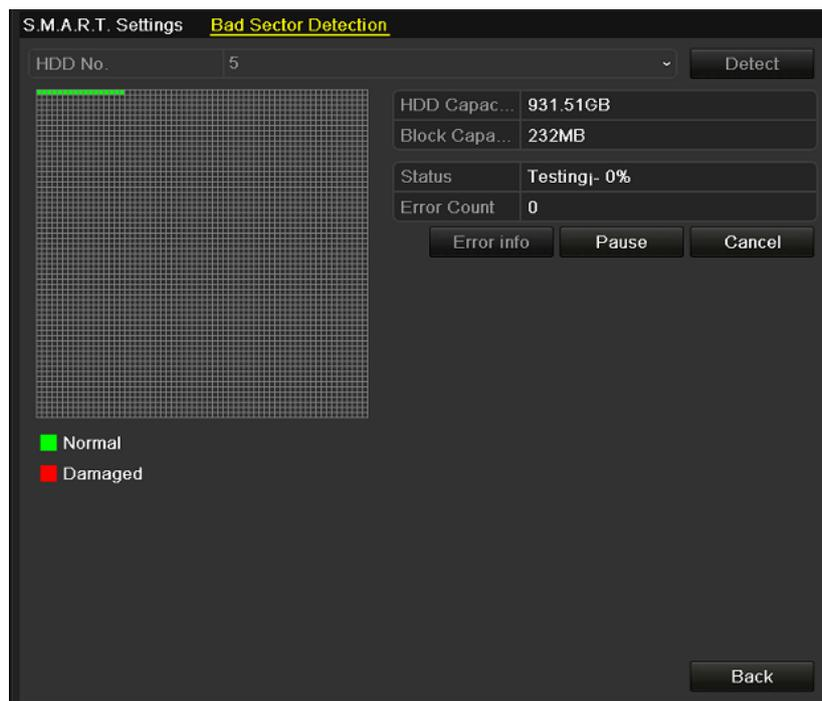 S.M.A.R.T. Settings Bad Sector Detection
HDD No. 5 Detect
HDD Capac... 931.51GB
Block Capa... 232MB
Status Testing¡- 0%
Error Count 0
Error info Pause Cancel
Normal
Damaged
Back